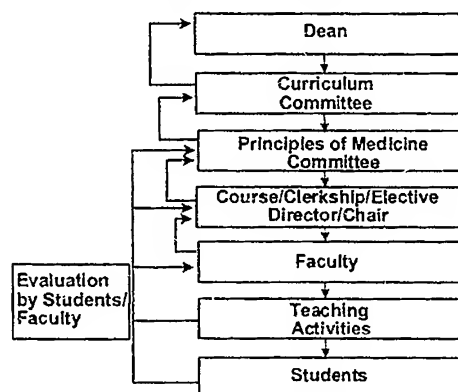 Dean
Curriculum
Committee
Principles of Medicine
Committee
Course/Clerkship/Elective
Director/Chair
Faculty
Evaluation
by Students/
Faculty
Teaching
Activities
Students